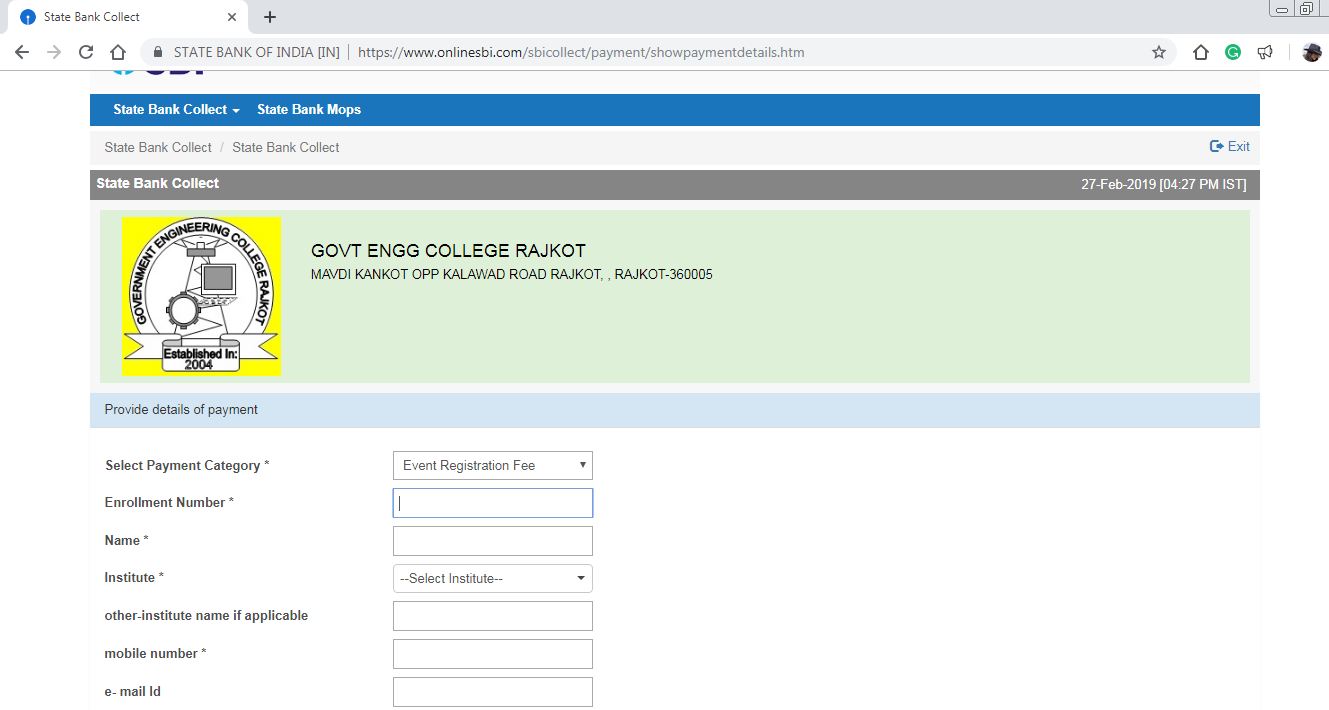 State Bank Collect
STATE BANK OF INDIA [IN] https://www.onlinesbi.com/sbicollect/payment/showpaymentdetails.htm
State Bank Collect State Bank Mops
State Bank Collect / State Bank Collect Exit
State Bank Collect 27-Feb-2019 [04:27 PM IST]
GOVERNMENT ENGINEERING COLLEGE RAJKOT
Established In:
2004
GOVT ENGG COLLEGE RAJKOT
MAVDI KANKOT OPP KALAWAD ROAD RAJKOT, , RAJKOT-360005
Provide details of payment
Select Payment Category * Event Registration Fee
Enrollment Number *
Name *
Institute * --Select Institute--
other-institute name if applicable
mobile number *
e- mail Id